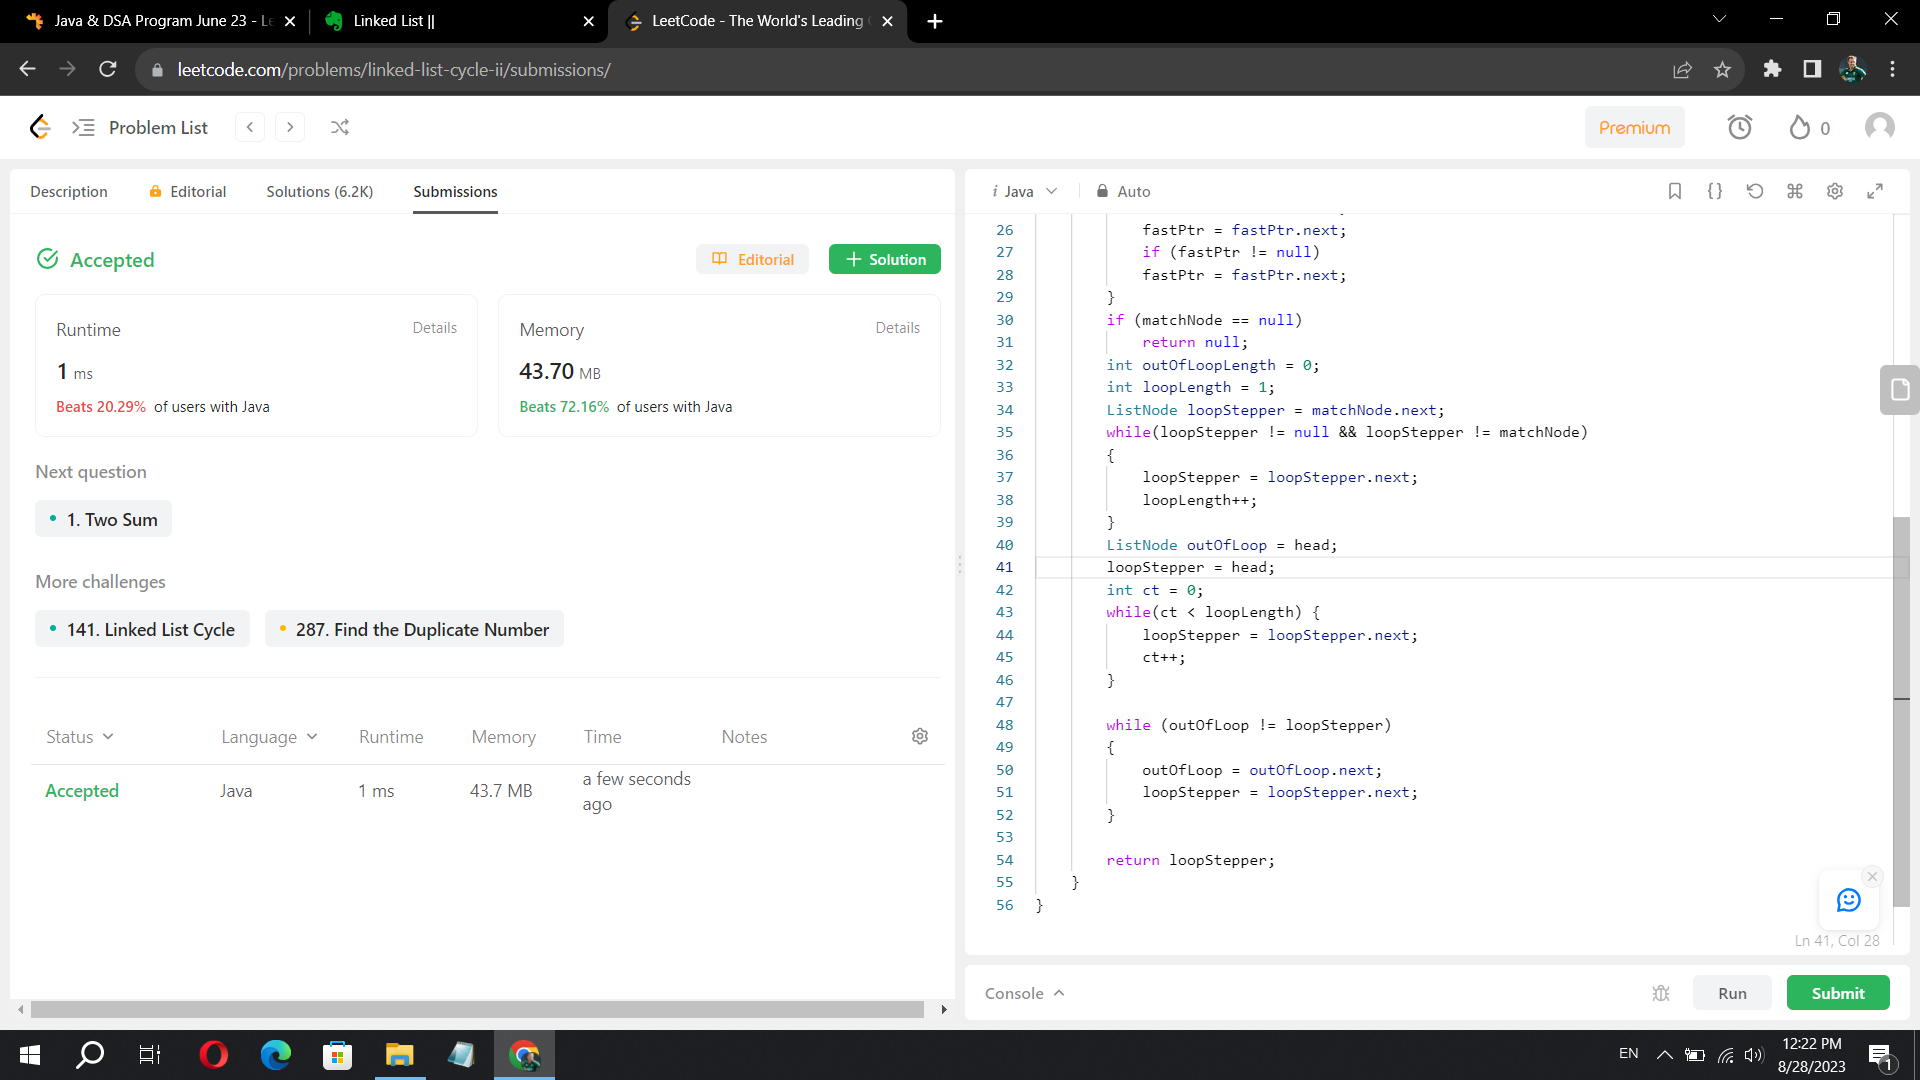 Java & DSA Program June 23 - Le
Linked List ||
LeetCode - The World's Leading
leetcode.com/problems/linked-list-cycle-ii/submissions/
Problem List
Premium
0
Description
Editorial
Solutions (6.2K)
Submissions
Accepted
Editorial
Solution
Runtime
Details
1 ms
Beats 20.29% of users with Java
Memory
Details
43.70 MB
Beats 72.16% of users with Java
Next question
1. Two Sum
More challenges
141. Linked List Cycle
287. Find the Duplicate Number
Status
Language
Runtime
Memory
Time
Notes
Accepted
Java
1 ms
43.7 MB
a few seconds
ago
i Java
Auto
26 fastPtr = fastPtr.next;
27 if (fastPtr != null)
28 fastPtr = fastPtr.next;
29 }
30 if (matchNode == null)
31 return null;
32 int outOfLoopLength = 0;
33 int loopLength = 1;
34 ListNode loopStepper = matchNode.next;
35 while(loopStepper != null && loopStepper != matchNode)
36 {
37 loopStepper = loopStepper.next;
38 loopLength++;
39 }
40 ListNode outOfLoop = head;
41 loopStepper = head;
42 int ct = 0;
43 while(ct < loopLength) {
44 loopStepper = loopStepper.next;
45 ct++;
46 }
47
48 while (outOfLoop != loopStepper)
49 {
50 outOfLoop = outOfLoop.next;
51 loopStepper = loopStepper.next;
52 }
53
54 return loopStepper;
55 }
56 }
Ln 41, Col 28
Console
Run
Submit
EN
12:22 PM
8/28/2023
1